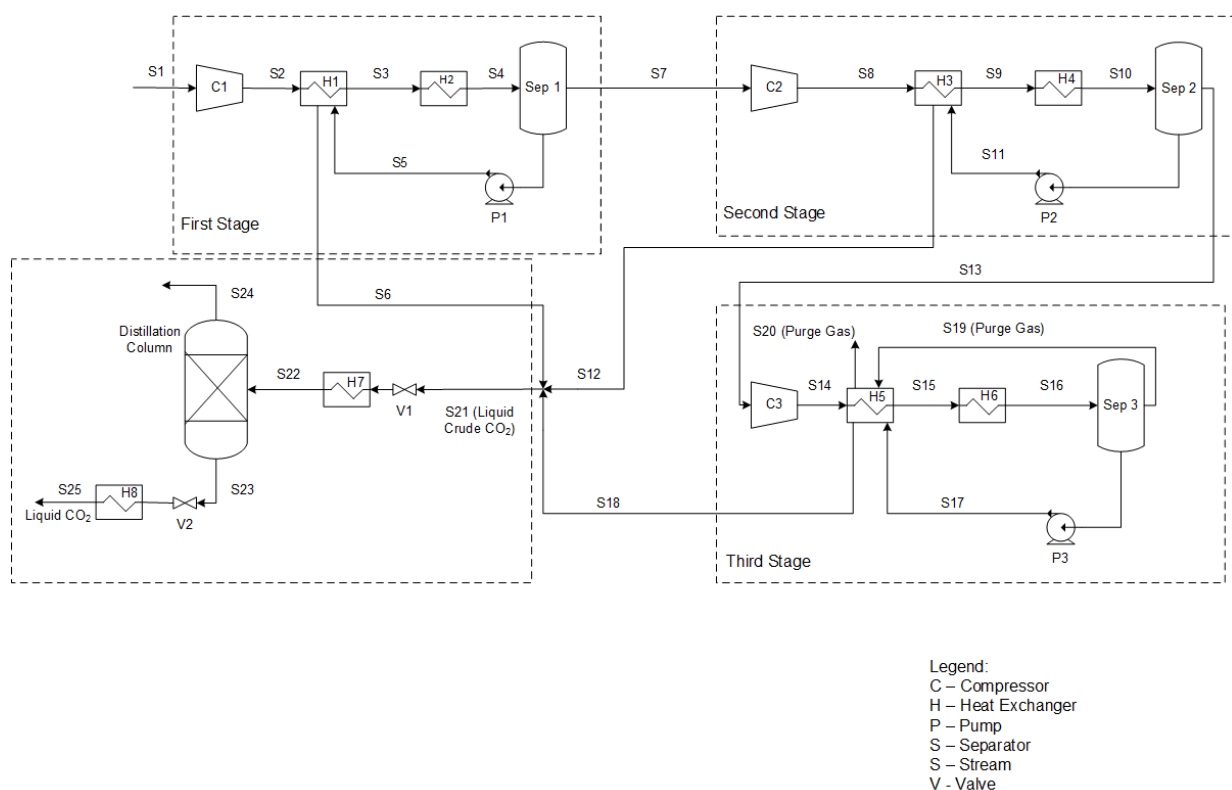 S1
C1
S2
H1
S3
H2
S4
Sep 1
S5
P1
First Stage
S7
C2
S8
H3
S9
H4
S10
Sep 2
S11
P2
Second Stage
S13
S6
S24
Distillation
Column
S22
H7
V1
S21 (Liquid
Crude CO2)
S12
S23
V2
H8
S25
Liquid CO2
S18
S20 (Purge Gas)
S19 (Purge Gas)
C3
S14
H5
S15
H6
S16
Sep 3
S17
P3
Third Stage
Legend:
C – Compressor
H – Heat Exchanger
P – Pump
S – Separator
S – Stream
V - Valve